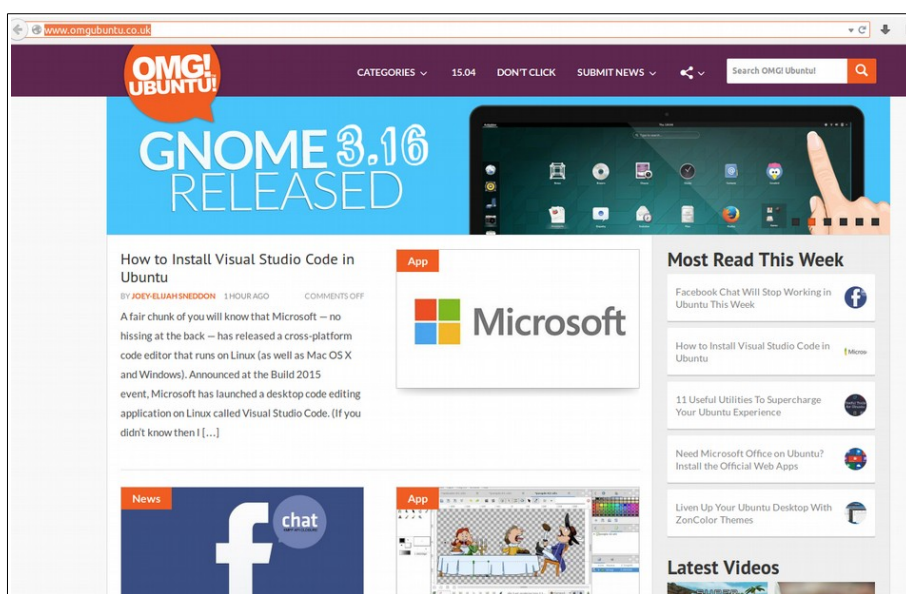 www.omgubuntu.co.uk
OMG!
UBUNTU!
CATEGORIES
15.04
DON'T CLICK
SUBMIT NEWS
Search OMG! Ubuntu!
GNOME 3.16
RELEASED
How to Install Visual Studio Code in
Ubuntu
BY JOEY-ELIJAH SNEDDON 1 HOUR AGO COMMENTS OFF
A fair chunk of you will know that Microsoft — no
hissing at the back — has released a cross-platform
code editor that runs on Linux (as well as Mac OS X
and Windows). Announced at the Build 2015
event, Microsoft has launched a desktop code editing
application on Linux called Visual Studio Code. (If you
didn't know then I […]
App
Microsoft
News
chat
App
Most Read This Week
Facebook Chat Will Stop Working in
Ubuntu This Week
How to Install Visual Studio Code in
Ubuntu
11 Useful Utilities To Supercharge
Your Ubuntu Experience
Need Microsoft Office on Ubuntu?
Install the Official Web Apps
Liven Up Your Ubuntu Desktop With
ZonColor Themes
Latest Videos